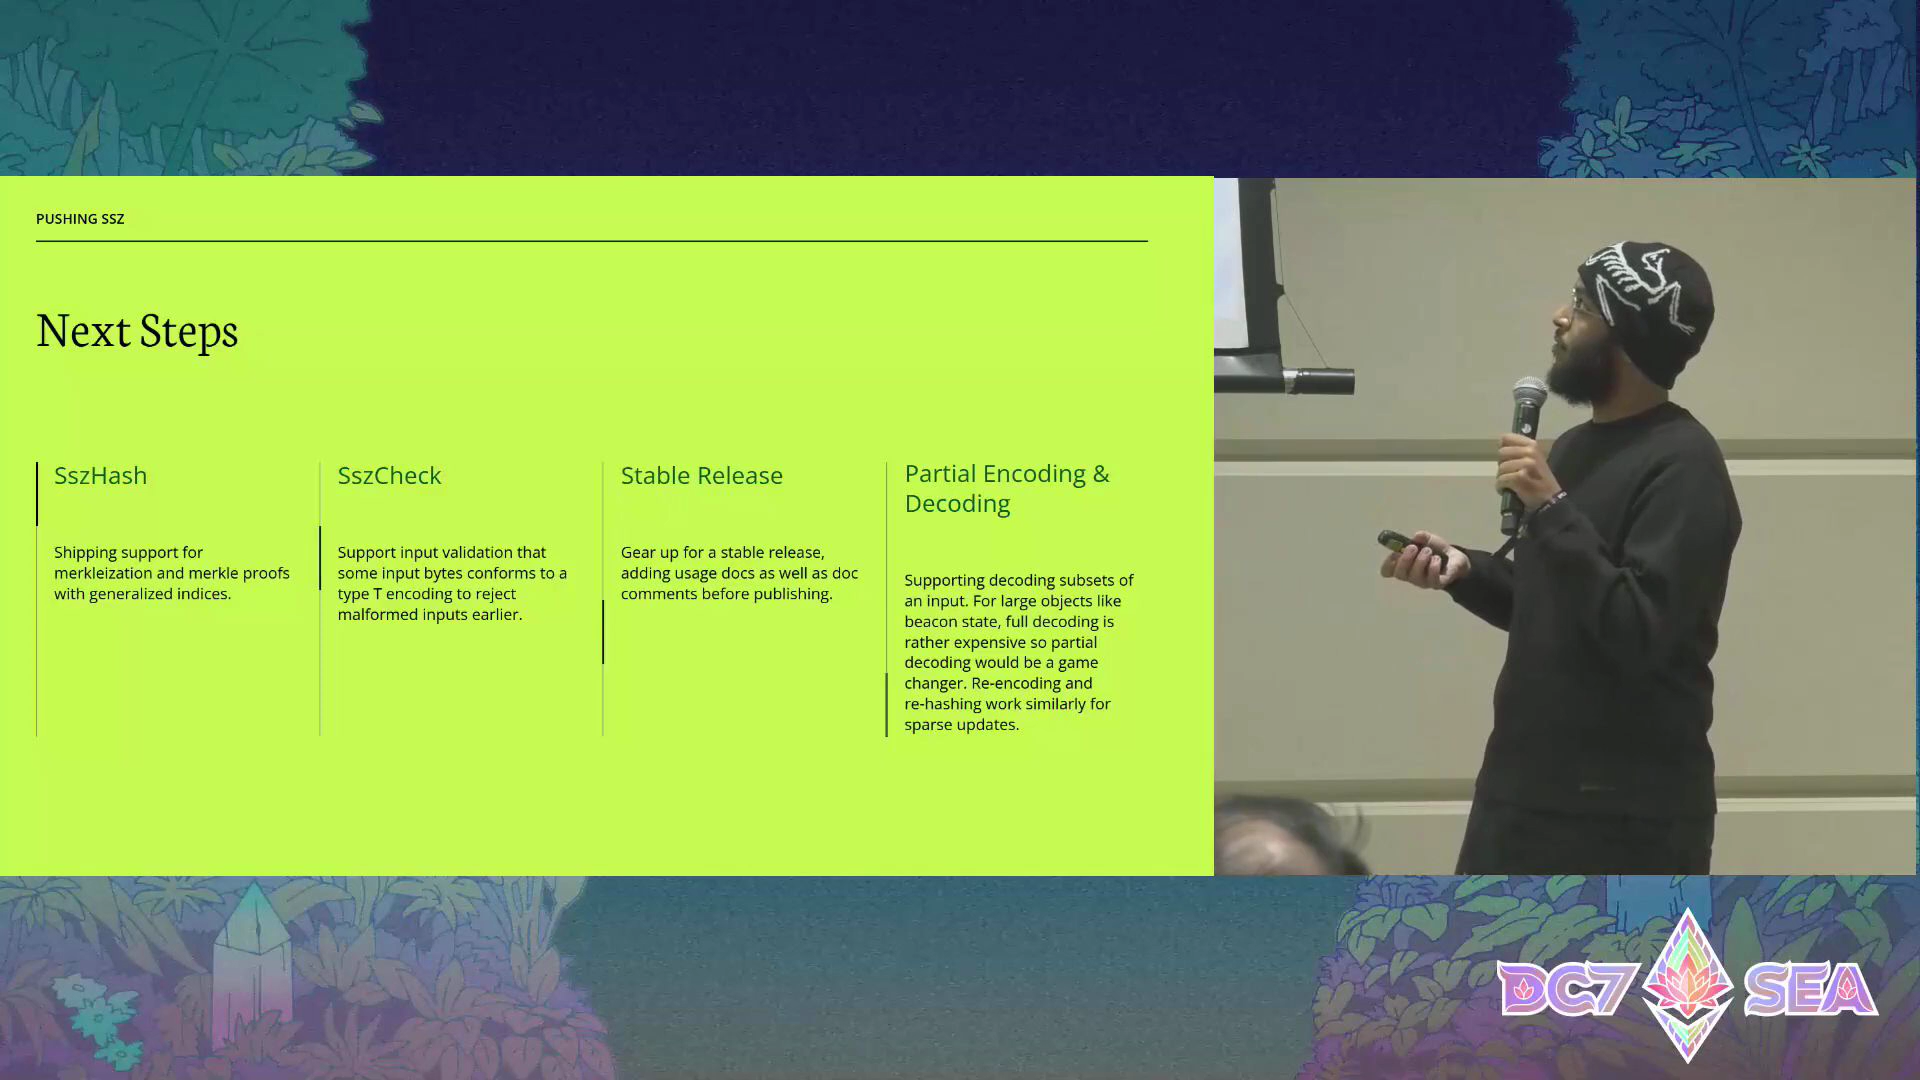 PUSHING SSZ
Next Steps
SszHash
Shipping support for
merkleization and merkle proofs
with generalized indices.
SszCheck
Support input validation that
some input bytes conforms to a
type T encoding to reject
malformed inputs earlier.
Stable Release
Gear up for a stable release,
adding usage docs as well as doc
comments before publishing.
Partial Encoding &
Decoding
Supporting decoding subsets of
an input. For large objects like
beacon state, full decoding is
rather expensive so partial
decoding would be a game
changer. Re-encoding and
re-hashing work similarly for
sparse updates.
DC7 SEA